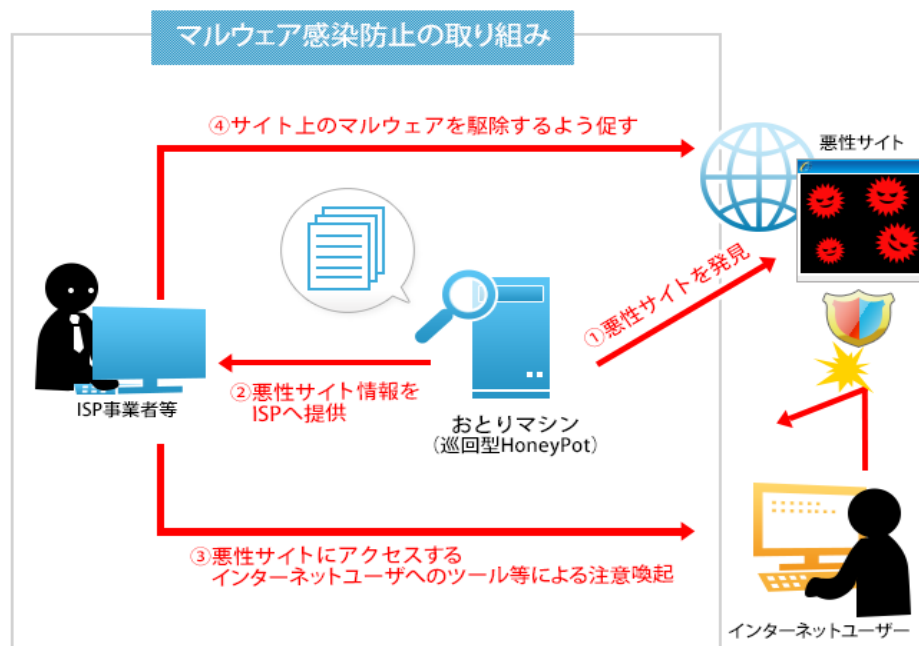 マルウェア感染防止の取り組み
④サイト上のマルウェアを駆除するよう促す
悪性サイト
①悪性サイトを発見
ISP事業者等
②悪性サイト情報を
ISPへ提供
おとりマシン
（巡回型HoneyPot）
③悪性サイトにアクセスする
インターネットユーザへのツール等による注意喚起
インターネットユーザー